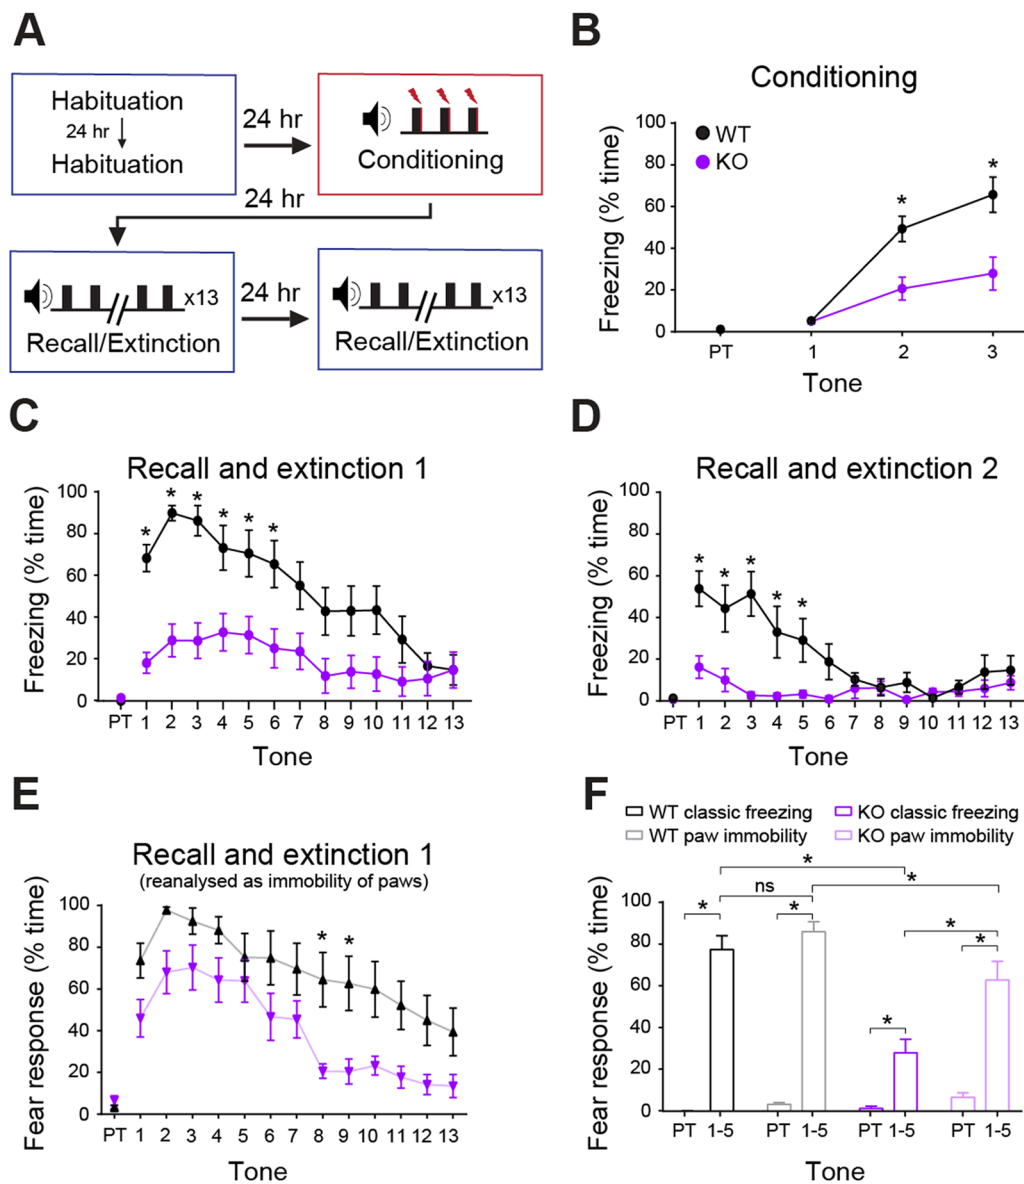 A
Habituation
24 hr
Habituation
24 hr
Conditioning
24 hr
x13
Recall/Extinction
24 hr
x13
Recall/Extinction
B
Conditioning
WT
KO
Freezing (% time)
100
80
60
40
20
0
*
*
PT 1 2 3
Tone
C
Recall and extinction 1
Freezing (% time)
100
80
60
40
20
0
* * * * * *
PT 1 2 3 4 5 6 7 8 9 10 11 12 13
Tone
D
Recall and extinction 2
Freezing (% time)
100
80
60
40
20
0
* * * * *
PT 1 2 3 4 5 6 7 8 9 10 11 12 13
Tone
E
Recall and extinction 1
(reanalysed as immobility of paws)
Fear response (% time)
100
80
60
40
20
0
* *
PT 1 2 3 4 5 6 7 8 9 10 11 12 13
Tone
F
WT classic freezing
KO classic freezing
WT paw immobility
KO paw immobility
Fear response (% time)
100
80
60
40
20
0
*
ns
*
* *
*
*
*
PT 1-5 PT 1-5 PT 1-5 PT 1-5
Tone